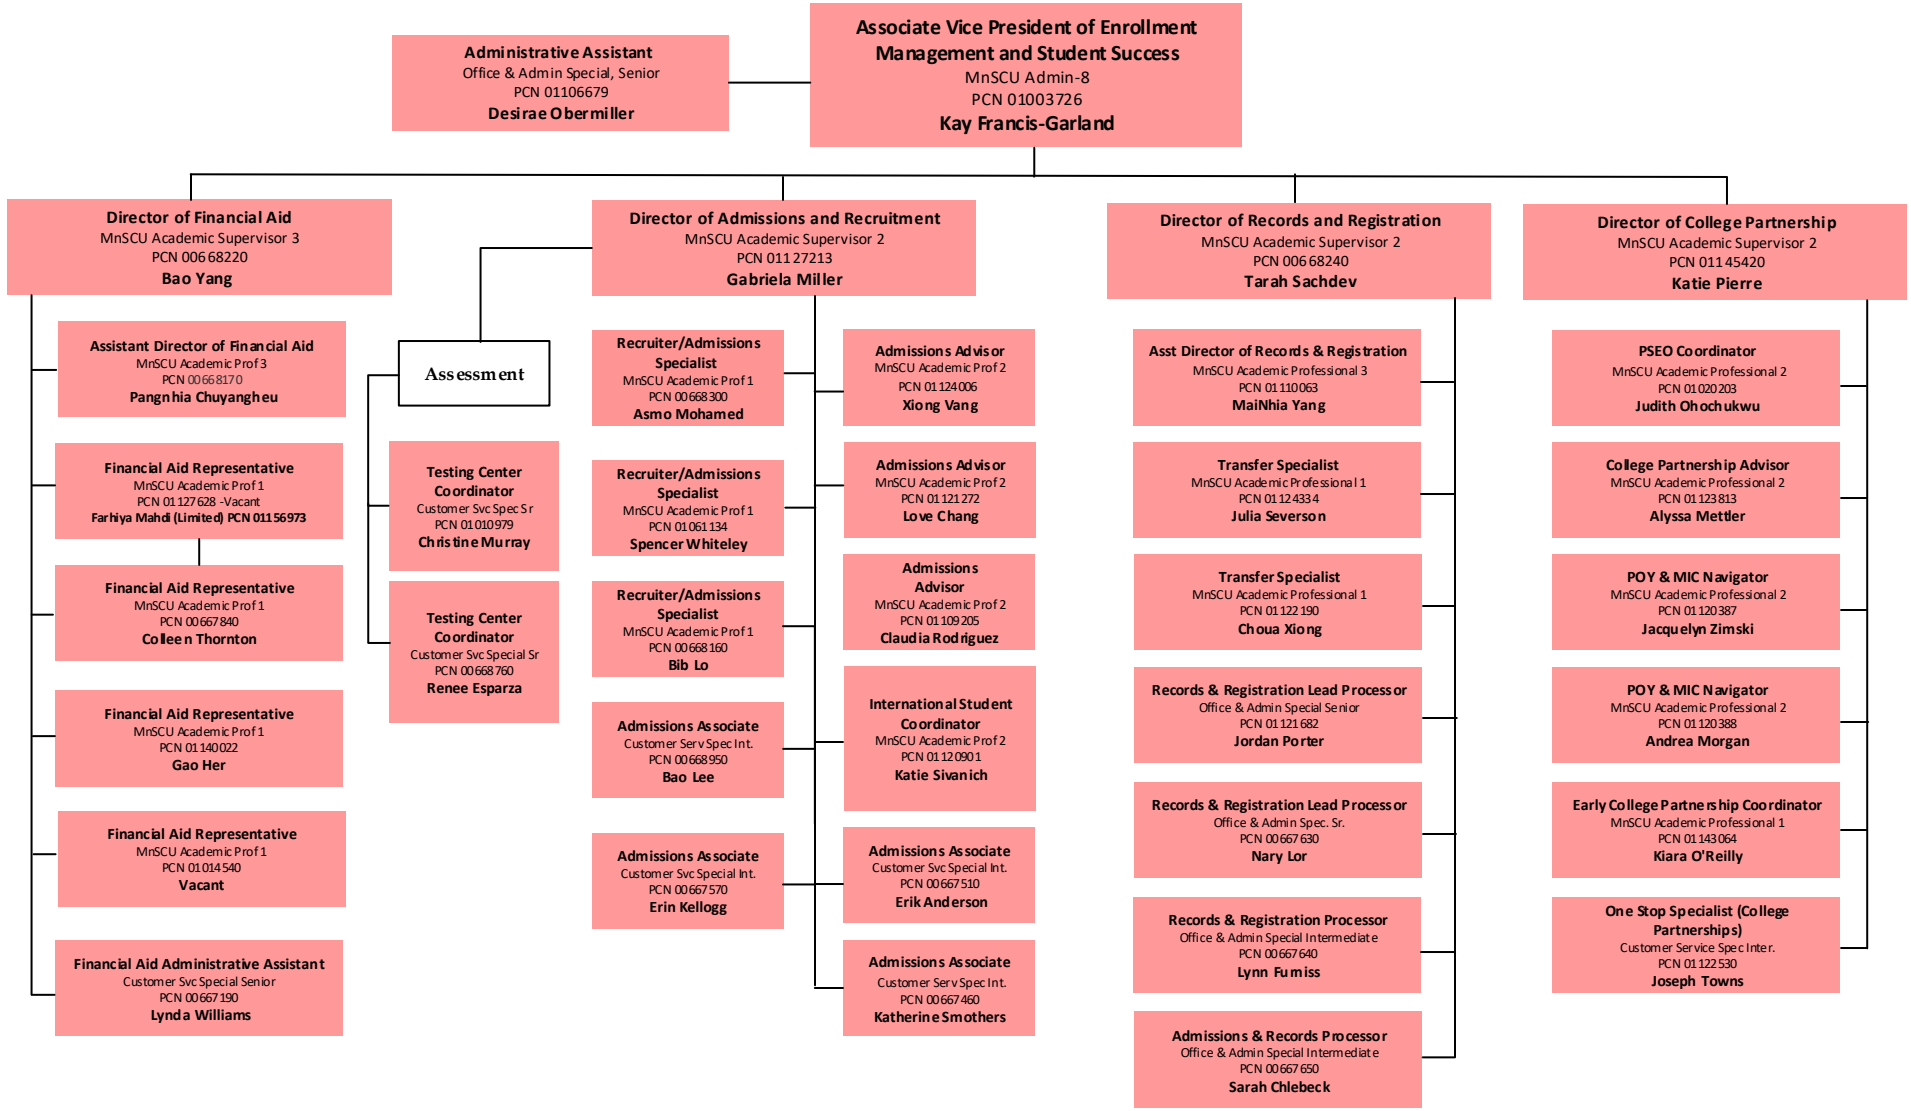 Associate Vice President of Enrollment
Management and Student Success
MnSCU Admin-8
PCN 01003726
Kay Francis-Garland
Administrative Assistant
Office & Admin Special, Senior
PCN 01106679
Desirae Obermiller
Director of Financial Aid
MnSCU Academic Supervisor 3
PCN 00668220
Bao Yang
Assistant Director of Financial Aid
MnSCU Academic Prof 3
PCN 00668170
Pangnhia Chuyangheu
Financial Aid Representative
MnSCU Academic Prof 1
PCN 01127628 -Vacant
Farhiya Mahdi (Limited) PCN 01156973
Financial Aid Representative
MnSCU Academic Prof 1
PCN 00667840
Colleen Thornton
Financial Aid Representative
MnSCU Academic Prof 1
PCN 01140022
Gao Her
Financial Aid Representative
MnSCU Academic Prof 1
PCN 01014540
Vacant
Financial Aid Administrative Assistant
Customer Svc Special Senior
PCN 00667190
Lynda Williams
Director of Admissions and Recruitment
MnSCU Academic Supervisor 2
PCN 01127213
Gabriela Miller
Assessment
Testing Center
Coordinator
Customer Svc Spec Sr
PCN 01010979
Christine Murray
Testing Center
Coordinator
Customer Svc Special Sr
PCN 00668760
Renee Esparza
Recruiter/Admissions
Specialist
MnSCU Academic Prof 1
PCN 00668300
Asmo Mohamed
Recruiter/Admissions
Specialist
MnSCU Academic Prof 1
PCN 01061134
Spencer Whiteley
Recruiter/Admissions
Specialist
MnSCU Academic Prof 1
PCN 00668160
Bib Lo
Admissions Associate
Customer Serv Spec Int.
PCN 00668950
Bao Lee
Admissions Associate
Customer Svc Special Int.
PCN 00667570
Erin Kellogg
Admissions Advisor
MnSCU Academic Prof 2
PCN 01124006
Xiong Vang
Admissions Advisor
MnSCU Academic Prof 2
PCN 01121272
Love Chang
Admissions
Advisor
MnSCU Academic Prof 2
PCN 01109205
Claudia Rodriguez
International Student
Coordinator
MnSCU Academic Prof 2
PCN 01120901
Katie Sivanich
Admissions Associate
Customer Svc Special Int.
PCN 00667510
Erik Anderson
Admissions Associate
Customer Serv Spec Int.
PCN 00667460
Katherine Smothers
Director of Records and Registration
MnSCU Academic Supervisor 2
PCN 00668240
Tarah Sachdev
Asst Director of Records & Registration
MnSCU Academic Professional 3
PCN 01110063
MaiNhia Yang
Transfer Specialist
MnSCU Academic Professional 1
PCN 01124334
Julia Severson
Transfer Specialist
MnSCU Academic Professional 1
PCN 01122190
Choua Xiong
Records & Registration Lead Processor
Office & Admin Special Senior
PCN 01121682
Jordan Porter
Records & Registration Lead Processor
Office & Admin Spec. Sr.
PCN 00667630
Nary Lor
Records & Registration Processor
Office & Admin Special Intermediate
PCN 00667640
Lynn Furniss
Admissions & Records Processor
Office & Admin Special Intermediate
PCN 00667650
Sarah Chlebeck
Director of College Partnership
MnSCU Academic Supervisor 2
PCN 01145420
Katie Pierre
PSEO Coordinator
MnSCU Academic Professional 2
PCN 01020203
Judith Ohochukwu
College Partnership Advisor
MnSCU Academic Professional 2
PCN 01123813
Alyssa Mettler
POY & MIC Navigator
MnSCU Academic Professional 2
PCN 01120387
Jacquelyn Zimski
POY & MIC Navigator
MnSCU Academic Professional 2
PCN 01120388
Andrea Morgan
Early College Partnership Coordinator
MnSCU Academic Professional 1
PCN 01143064
Kiara O'Reilly
One Stop Specialist (College
Partnerships)
Customer Service Spec Inter.
PCN 01122530
Joseph Towns